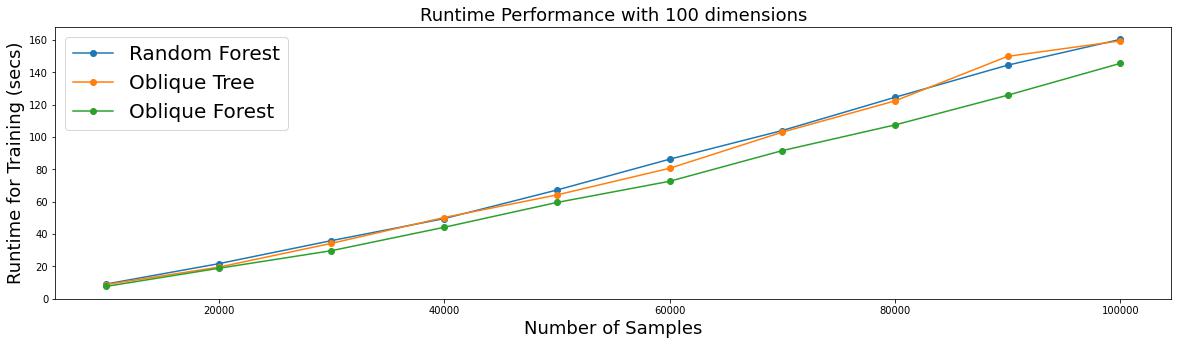 Runtime Performance with 100 dimensions
Random Forest
Oblique Tree
Oblique Forest
Runtime for Training (secs)
160
140
120
100
80
60
40
20
0
20000 40000 60000 80000 100000
Number of Samples